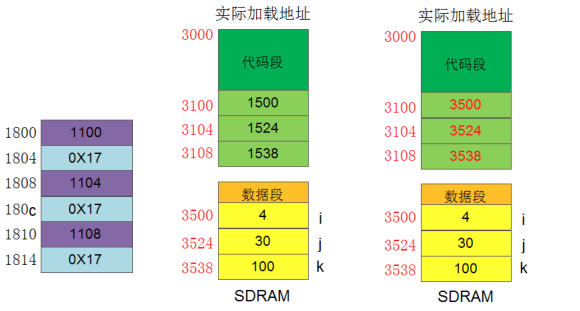 实际加载地址
3000
代码段
3100 1500
3104 1524
3108 1538
数据段
3500 4 i
3524 30 j
3538 100 k
SDRAM
实际加载地址
3000
代码段
3100 3500
3104 3524
3108 3538
数据段
3500 4 i
3524 30 j
3538 100 k
SDRAM
1800 1100
1804 0X17
1808 1104
180c 0X17
1810 1108
1814 0X17